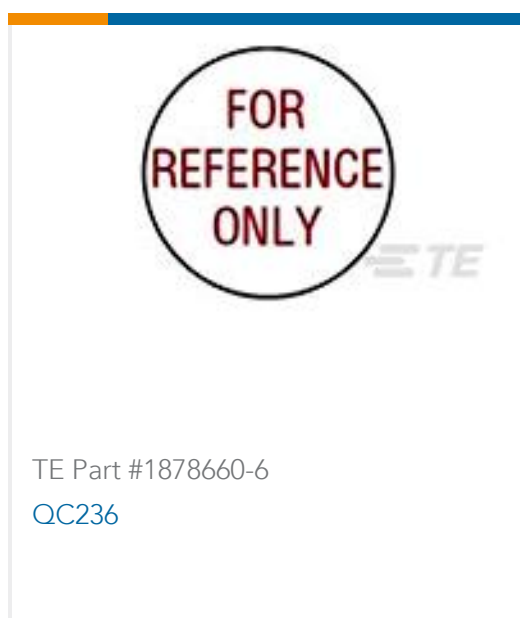 FOR
REFERENCE
ONLY
TE
TE Part #1878660-6
QC236